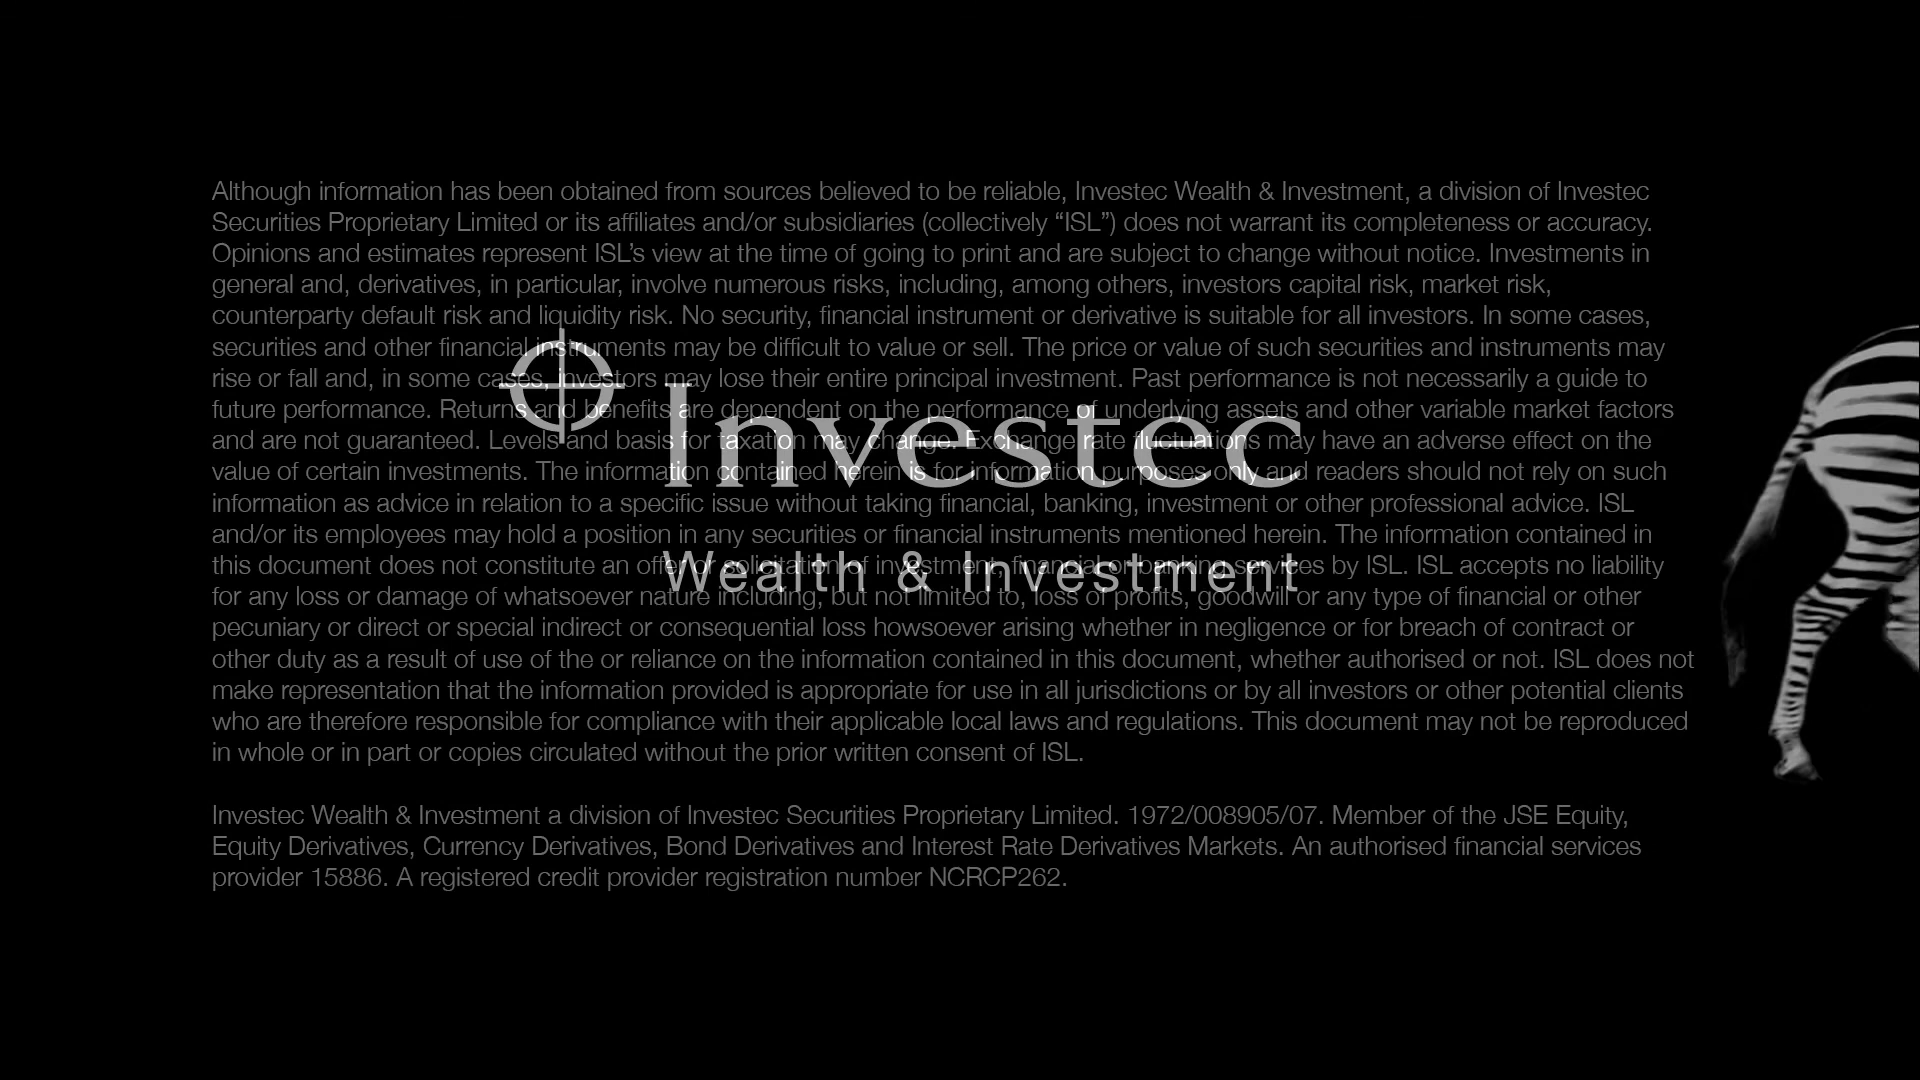 Although information has been obtained from sources believed to be reliable, Investec Wealth & Investment, a division of Investec
Securities Proprietary Limited or its affiliates and/or subsidiaries (collectively “ISL”) does not warrant its completeness or accuracy.
Opinions and estimates represent ISL’s view at the time of going to print and are subject to change without notice. Investments in
general and, derivatives, in particular, involve numerous risks, including, among others, investors capital risk, market risk,
counterparty default risk and liquidity risk. No security, financial instrument or derivative is suitable for all investors. In some cases,
securities and other financial instruments may be difficult to value or sell. The price or value of such securities and instruments may
rise or fall and, in some cases, investors may lose their entire principal investment. Past performance is not necessarily a guide to
future performance. Returns and benefits are dependent on the performance of underlying assets and other variable market factors
and are not guaranteed. Levels and basis for taxation may change. Exchange rate fluctuations may have an adverse effect on the
value of certain investments. The information contained herein is for information purposes only and readers should not rely on such
information as advice in relation to a specific issue without taking financial, banking, investment or other professional advice. ISL
and/or its employees may hold a position in any securities or financial instruments mentioned herein. The information contained in
this document does not constitute an offer or solicitation of investment, financial or banking services by ISL. ISL accepts no liability
for any loss or damage of whatsoever nature including, but not limited to, loss of profits, goodwill or any type of financial or other
pecuniary or direct or special indirect or consequential loss howsoever arising whether in negligence or for breach of contract or
other duty as a result of use of the or reliance on the information contained in this document, whether authorised or not. ISL does not
make representation that the information provided is appropriate for use in all jurisdictions or by all investors or other potential clients
who are therefore responsible for compliance with their applicable local laws and regulations. This document may not be reproduced
in whole or in part or copies circulated without the prior written consent of ISL.
Investec
Wealth & Investment
Investec Wealth & Investment a division of Investec Securities Proprietary Limited. 1972/008905/07. Member of the JSE Equity,
Equity Derivatives, Currency Derivatives, Bond Derivatives and Interest Rate Derivatives Markets. An authorised financial services
provider 15886. A registered credit provider registration number NCRCP262.